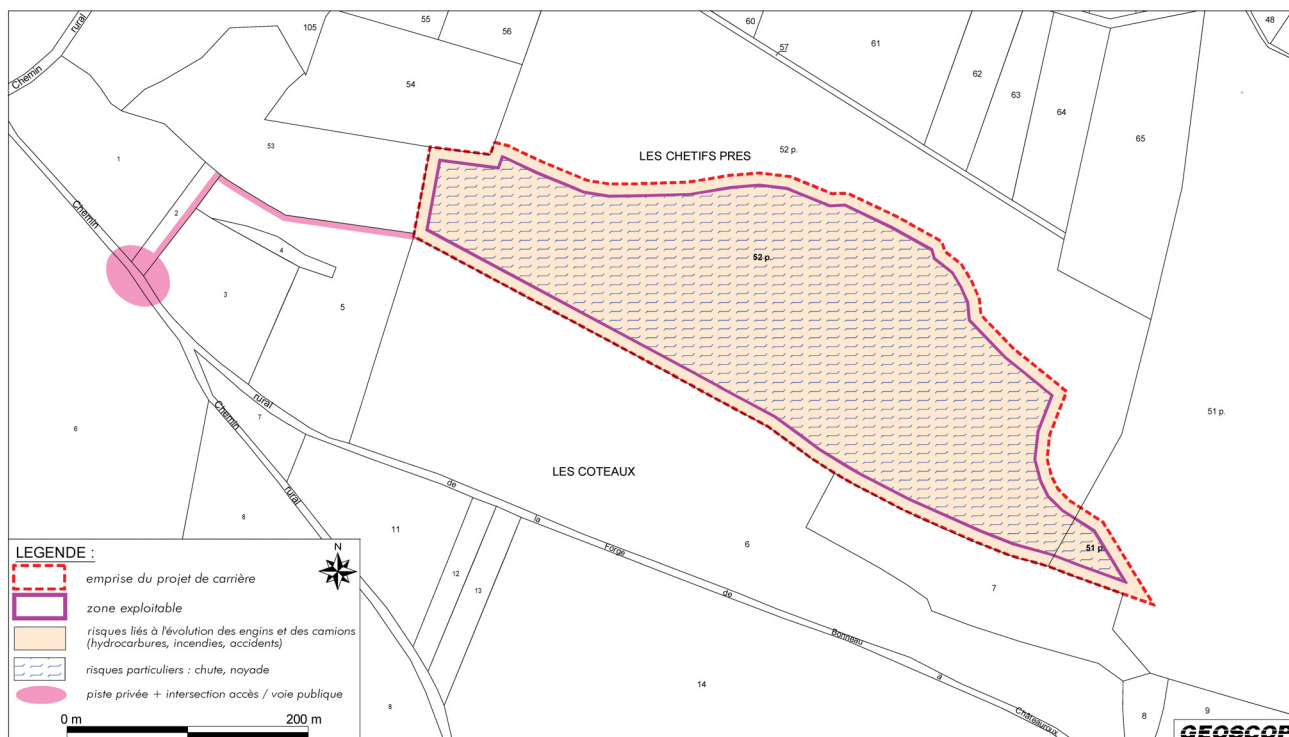 rural
Chemin
105
55
56
54
60
57
61
62
63
64
65
48
53
1
2
LES CHETIFS PRES
52 p.
Chemin
4
3
5
52 p.
51 p.
6
rural
7
Chemin
LES COTEAUX
rural
de
la
Forge
de
Bonneau
a
Châteauroux
8
11
12
13
6
7
51 p.
14
8
8
9
LEGENDE :
N
emprise du projet de carrière
zone exploitable
risques liés à l'évolution des engins et des camions
(hydrocarbures, incendies, accidents)
risques particuliers : chute, noyade
piste privée + intersection accès / voie publique
0 m
200 m